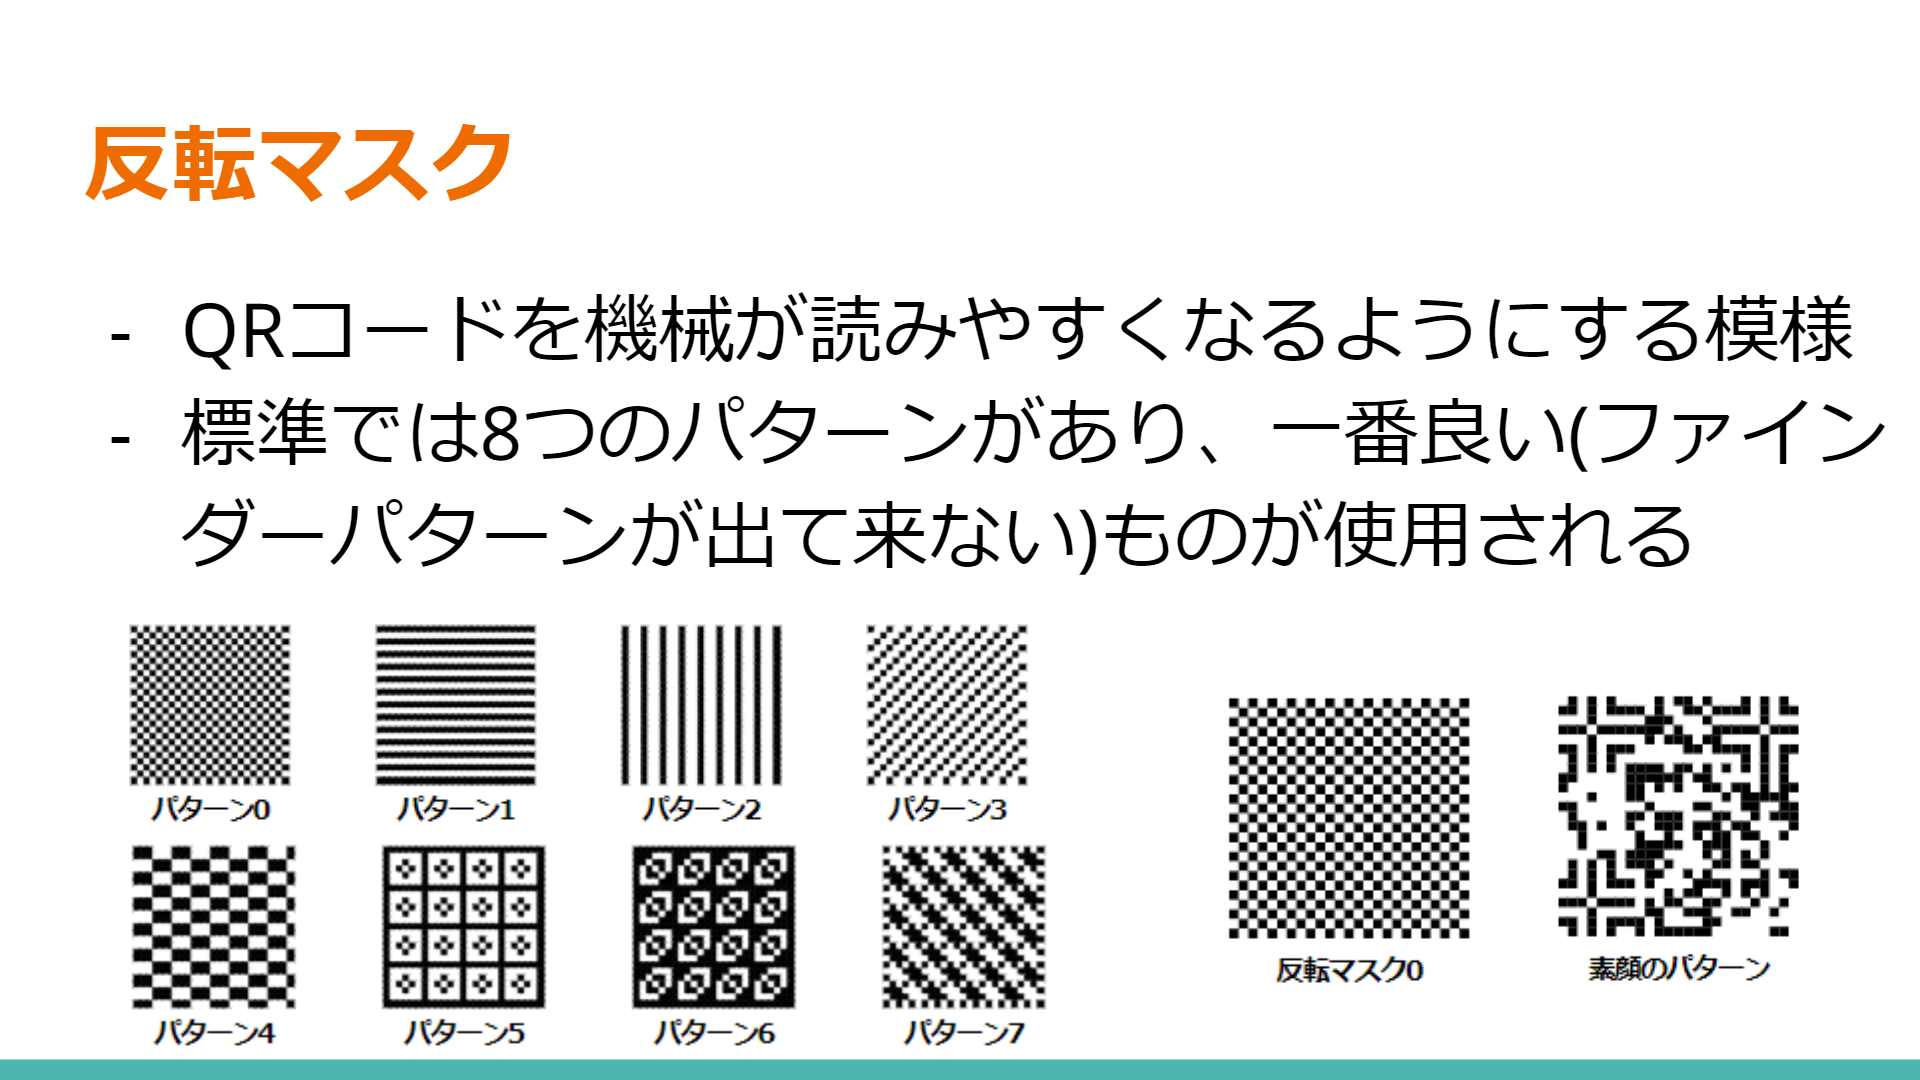 反転マスク
- QRコードを機械が読みやすくなるようにする模様
- 標準では8つのパターンがあり、一番良い(ファイン
ダーパターンが出て来ない)ものが使用される
パターン0
パターン1
パターン2
パターン3
パターン4
パターン5
パターン6
パターン7
反転マスク0
素顔のパターン